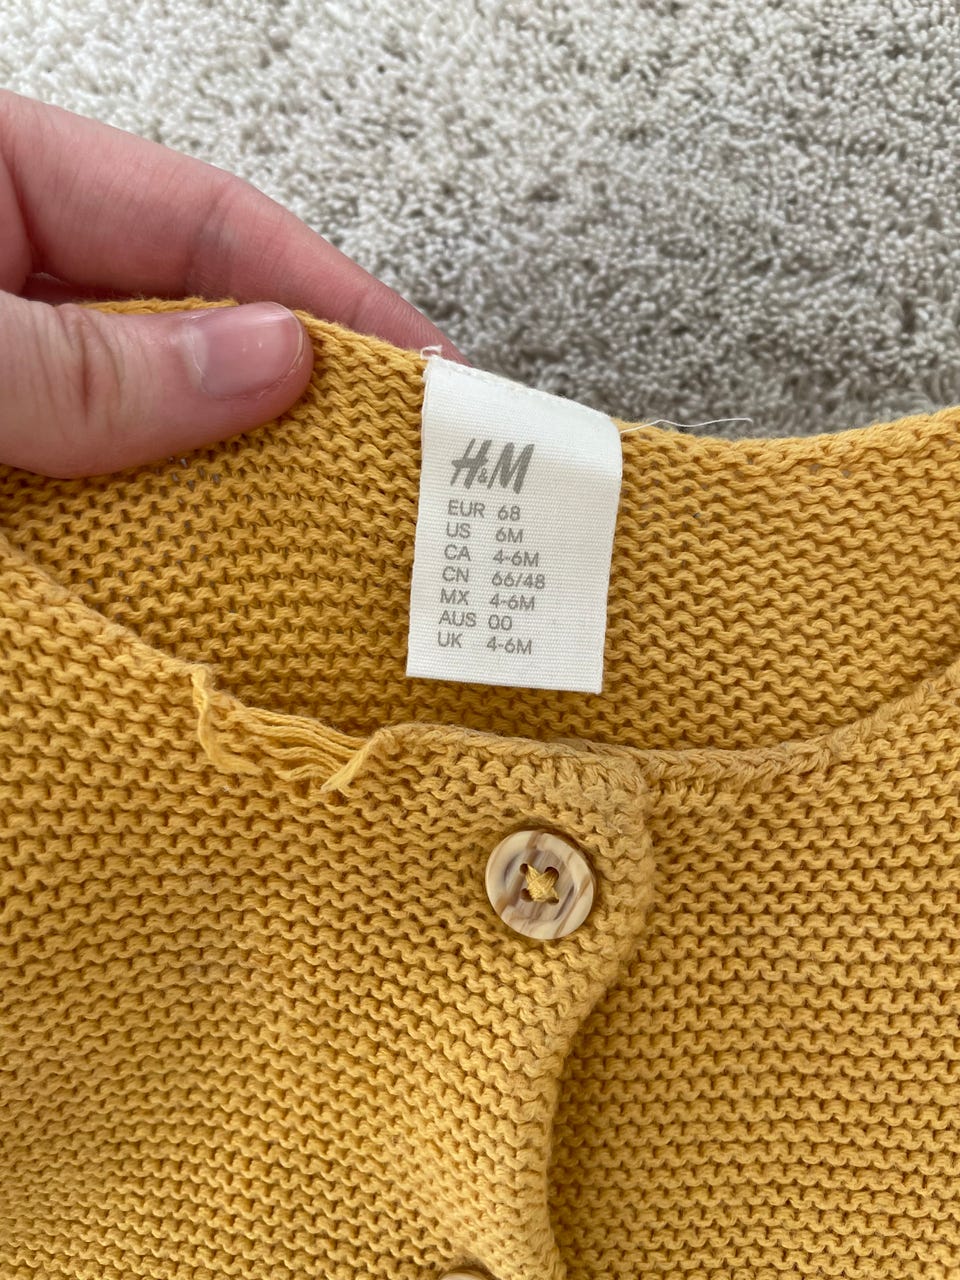 H&M
EUR 68
US 6M
CA 4-6M
CN 66/48
MX 4-6M
AUS 00
UK 4-6M